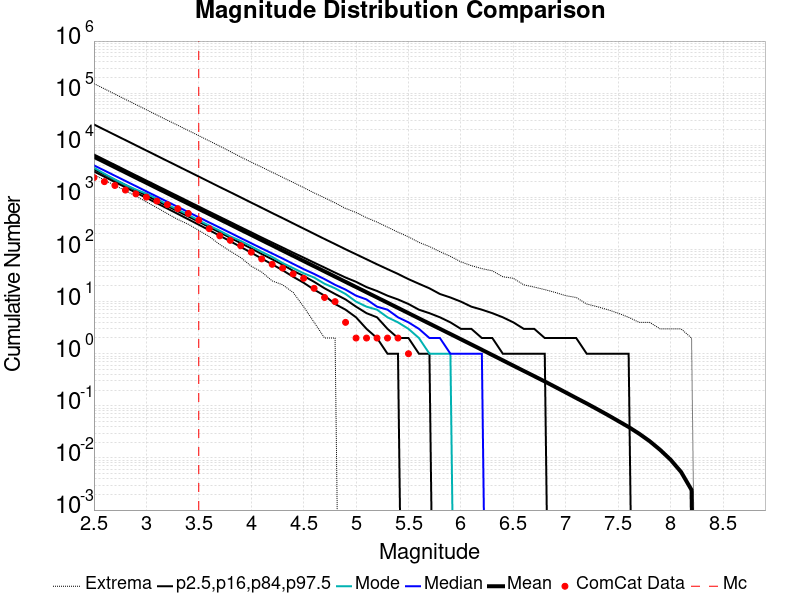 Magnitude Distribution Comparison
10^6
10^5
10^4
10^3
10^2
10^1
10^0
10^-1
10^-2
10^-3
Cumulative Number
2.5 3 3.5 4 4.5 5 5.5 6 6.5 7 7.5 8 8.5
Magnitude
Extrema p2.5,p16,p84,p97.5 Mode Median Mean ComCat Data Mc